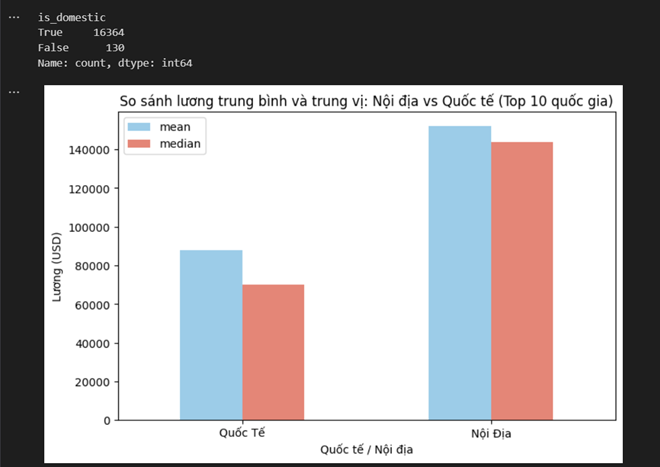 ...
is_domestic
True 16364
False 130
Name: count, dtype: int64
...
So sánh lương trung bình và trung vị: Nội địa vs Quốc tế (Top 10 quốc gia)
mean
median
140000
120000
100000
80000
60000
40000
20000
0
Lương (USD)
Quốc Tế Nội Địa
Quốc tế / Nội địa